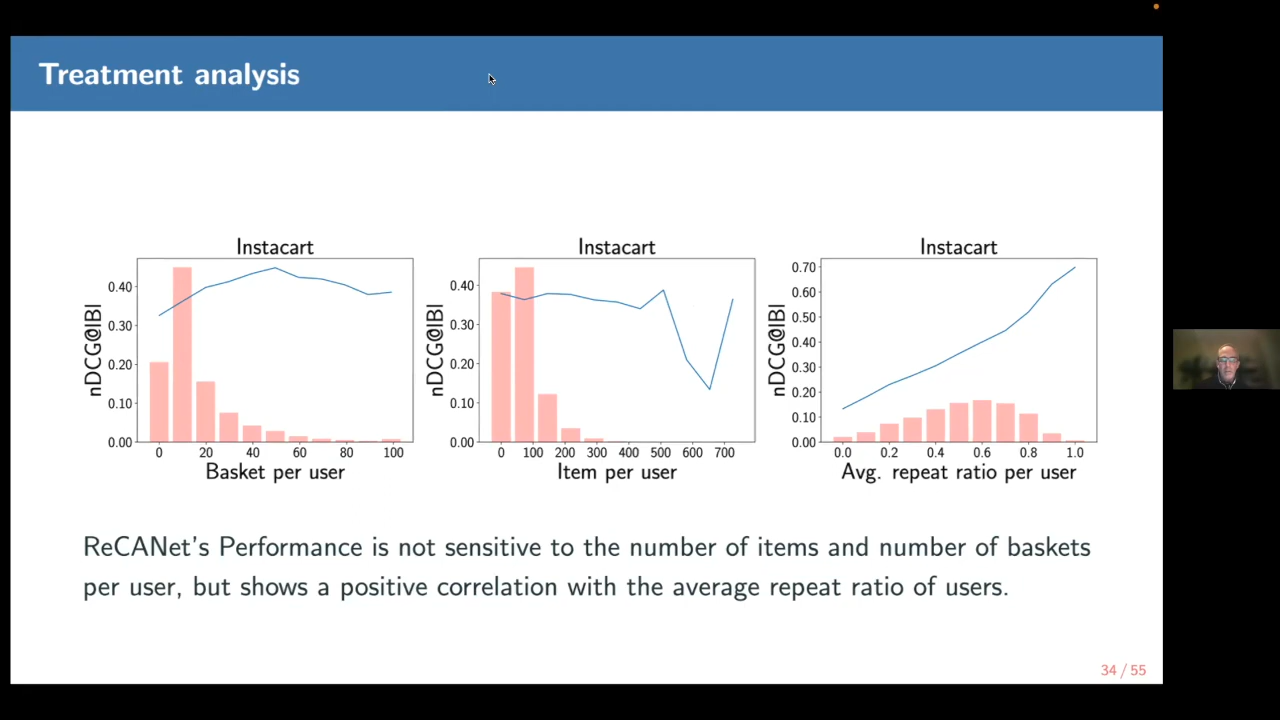 Treatment analysis
Instacart
nDCG@|B|
0.40
0.30
0.20
0.10
0.00
0 20 40 60 80 100
Basket per user
Instacart
nDCG@|B|
0.40
0.30
0.20
0.10
0.00
0 100 200 300 400 500 600 700
Item per user
Instacart
nDCG@|B|
0.70
0.60
0.50
0.40
0.30
0.20
0.10
0.00
0.0 0.2 0.4 0.6 0.8 1.0
Avg. repeat ratio per user
ReCANet's Performance is not sensitive to the number of items and number of baskets
per user, but shows a positive correlation with the average repeat ratio of users.
34 / 55